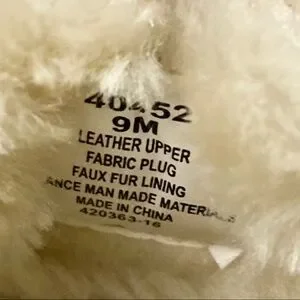 40452
9M
LEATHER UPPER
FABRIC PLUG
FAUX FUR LINING
ANCE MAN MADE MATERIALS
MADE IN CHINA
420363-16